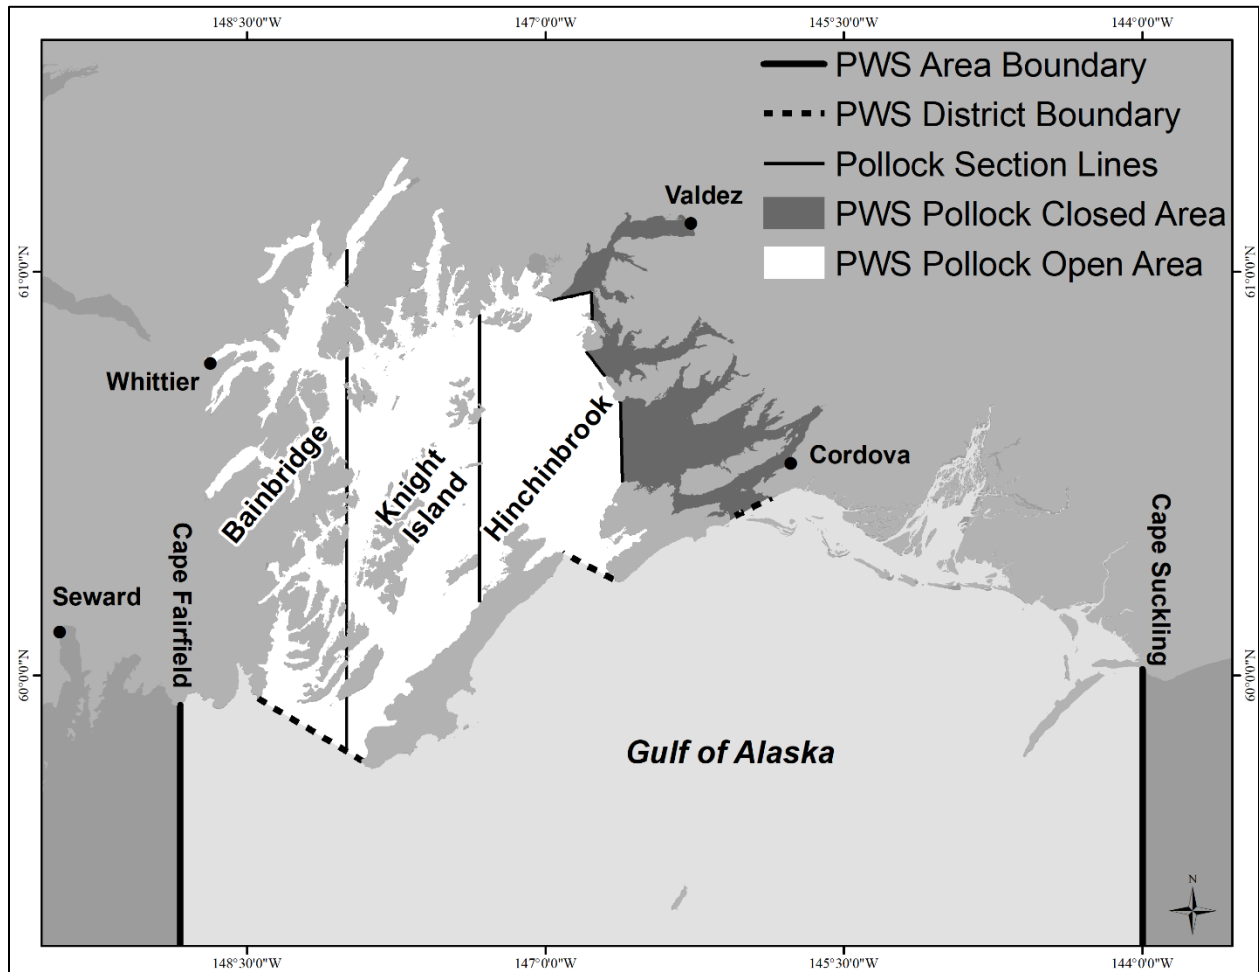 148°30'0"W
147°0'0"W
145°30'0"W
144°0'0"W
PWS Area Boundary
PWS District Boundary
Pollock Section Lines
PWS Pollock Closed Area
PWS Pollock Open Area
Valdez
61°0'0"N
61°0'0"N
Whittier
Bainbridge
Knight
Island
Hinchinbrook
Cordova
Cape Fairfield
Cape Suckling
Seward
60°0'0"N
60°0'0"N
Gulf of Alaska
N
148°30'0"W
147°0'0"W
145°30'0"W
144°0'0"W